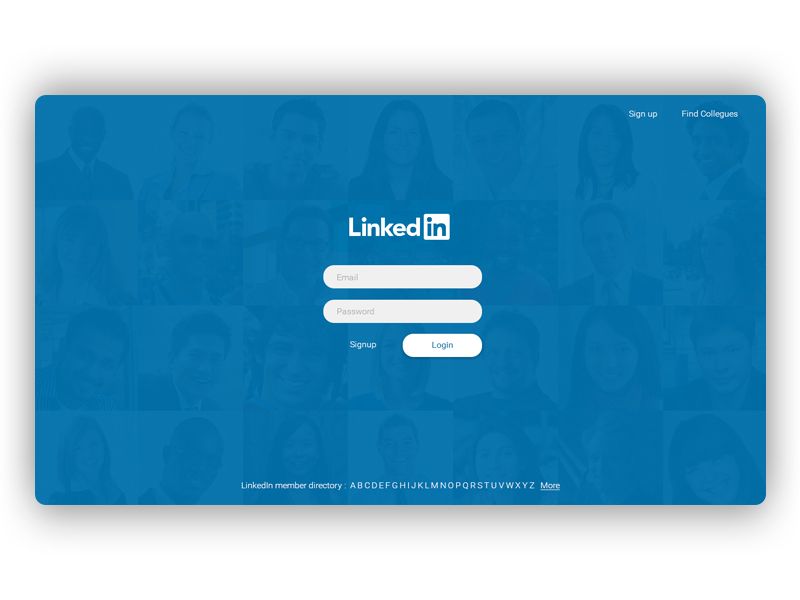 Sign up Find Collegues
Linkedin
Email
Password
Signup Login
LinkedIn member directory : A B C D E F G H I J K L M N O P Q R S T U V W X Y Z More